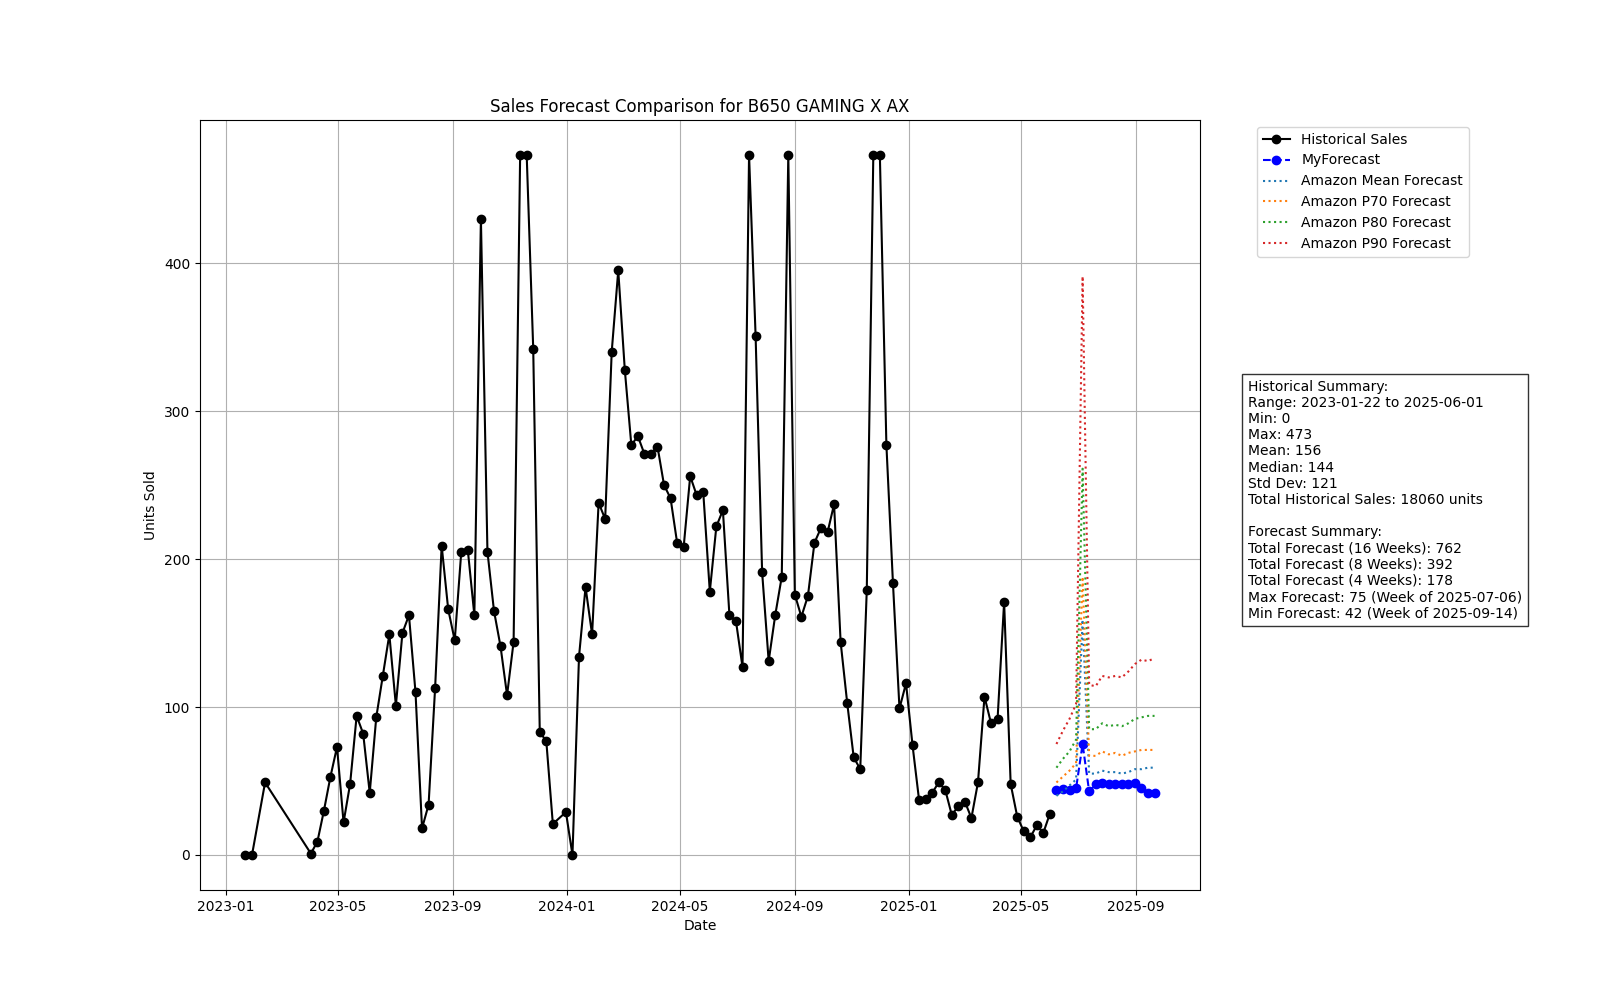 Sales Forecast Comparison for B650 GAMING X AX
Historical Sales
MyForecast
Amazon Mean Forecast
Amazon P70 Forecast
Amazon P80 Forecast
Amazon P90 Forecast
400
300
200
100
0
Units Sold
Historical Summary:
Range: 2023-01-22 to 2025-06-01
Min: 0
Max: 473
Mean: 156
Median: 144
Std Dev: 121
Total Historical Sales: 18060 units
Forecast Summary:
Total Forecast (16 Weeks): 762
Total Forecast (8 Weeks): 392
Total Forecast (4 Weeks): 178
Max Forecast: 75 (Week of 2025-07-06)
Min Forecast: 42 (Week of 2025-09-14)
2023-01 2023-05 2023-09 2024-01 2024-05 2024-09 2025-01 2025-05 2025-09
Date